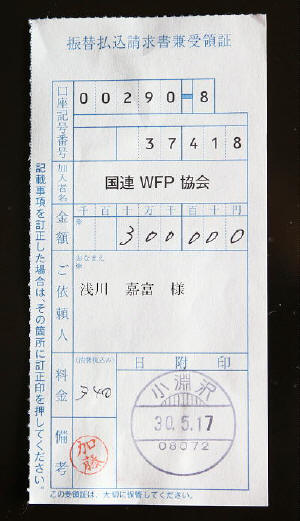 振替払込請求書兼受領証
口座記号番号
00290-8
37418
加入者名
国連 WFP 協会
金額
千百十万千百十円
※
300000
ご依頼人
おなまえ
※
浅川 嘉富 様
料金
(消費税込み)
340
日附印
小淵沢
30.5.17
08072
備考
加藤
記載事項を訂正した場合は、その箇所に訂正印を押してください。
この受領証は、大切に保管してください。